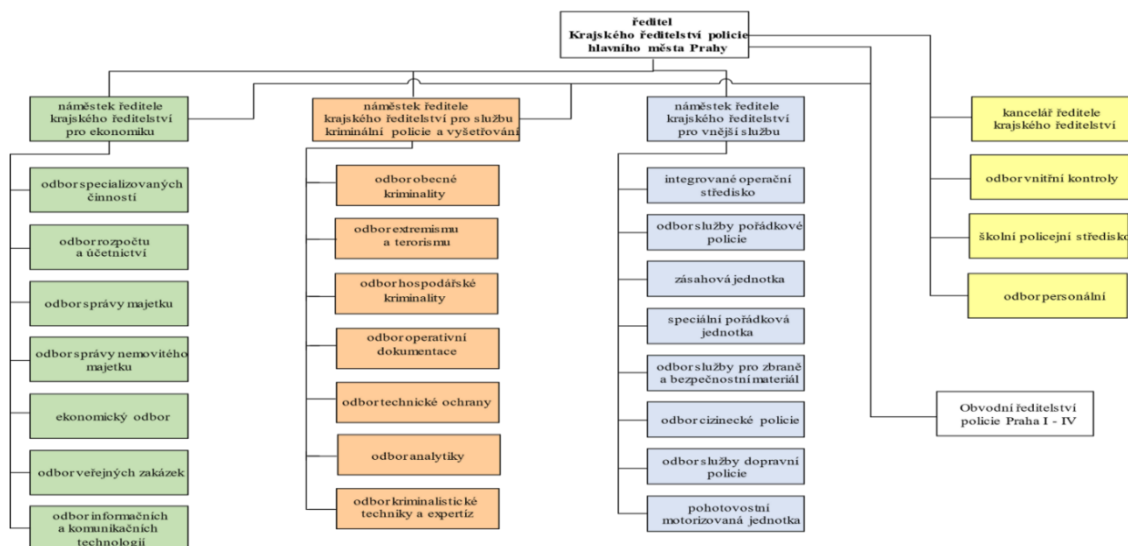 ředitel
Krajského ředitelství policie
hlavního města Prahy
náměstek ředitele
krajského ředitelství
pro ekonomiku
odbor specializovaných
činností
odbor rozpočtu
a účetnictví
odbor správy majetku
odbor správy nemovitého
majetku
ekonomický odbor
odbor veřejných zakázek
odbor informačních
a komunikačních
technologií
náměstek ředitele
krajského ředitelství pro službu
kriminální policie a vyšetřování
odbor obecné
kriminality
odbor extremismu
a terorismu
odbor hospodářské
kriminality
odbor operativní
dokumentace
odbor technické ochrany
odbor analytiky
odbor kriminalistické
techniky a expertíz
náměstek ředitele
krajského ředitelství
pro vnější službu
integrované operační
středisko
odbor služby pořádkové
policie
zásahová jednotka
speciální pořádková
jednotka
odbor služby pro zbraně
a bezpečnostní materiál
odbor cizinecké policie
odbor služby dopravní
policie
pohotovostní
motorizovaná jednotka
kancelář ředitele
krajského ředitelství
odbor vnitřní kontroly
školní policejní středisko
odbor personální
Obvodní ředitelství
policie Praha I - IV